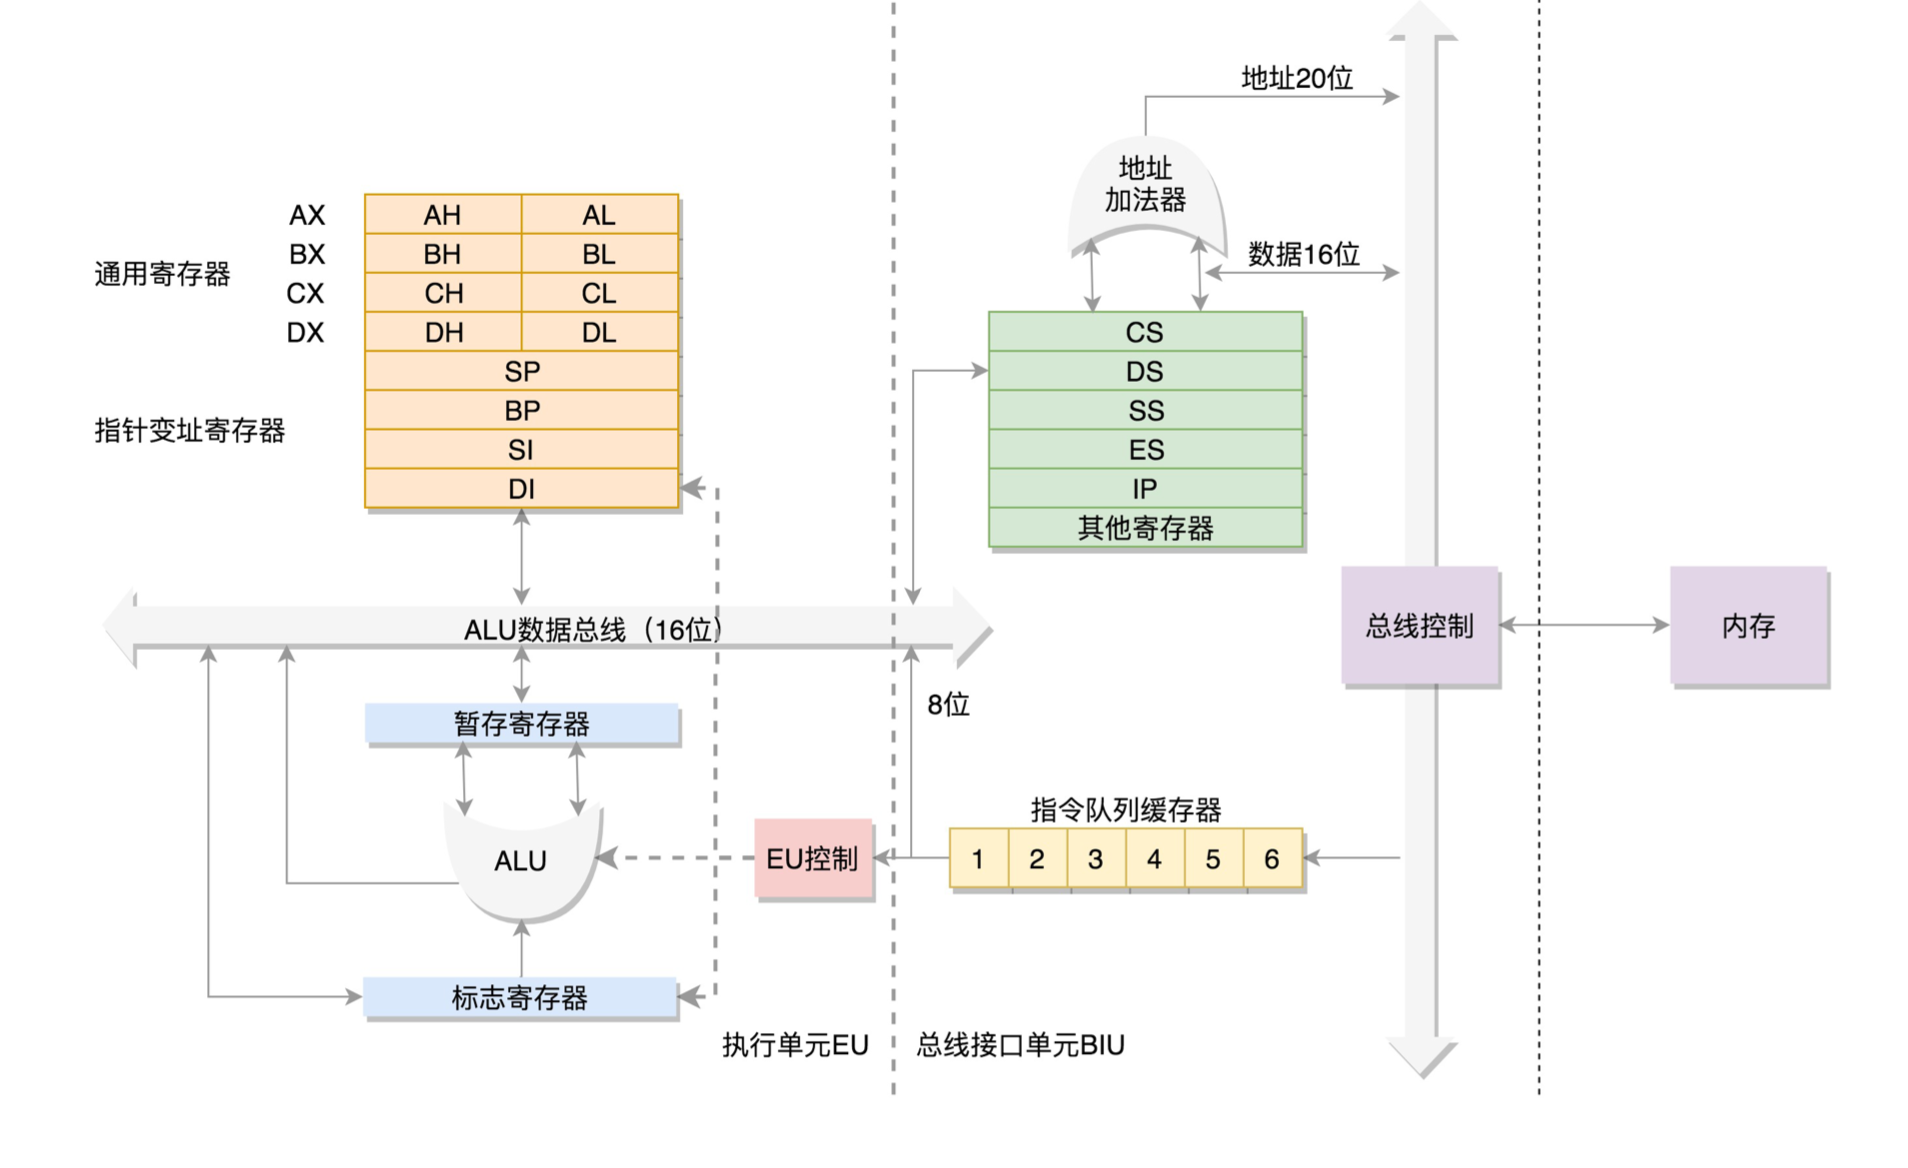 地址20位
地址
加法器
数据16位
通用寄存器
AX AH AL
BX BH BL
CX CH CL
DX DH DL
指针变址寄存器
SP
BP
SI
DI
CS
DS
SS
ES
IP
其他寄存器
ALU数据总线（16位）
总线控制
内存
8位
暂存寄存器
ALU
EU控制
指令队列缓存器
1 2 3 4 5 6
标志寄存器
执行单元EU
总线接口单元BIU